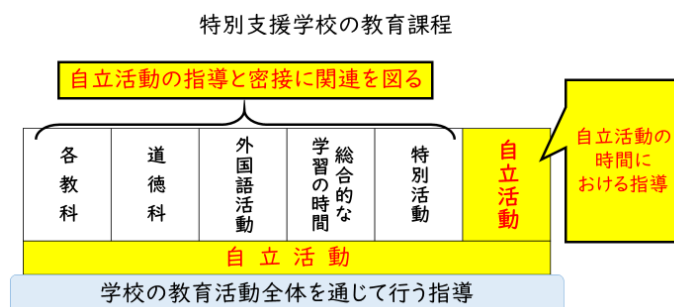 特別支援学校の教育課程
自立活動の指導と密接に関連を図る
各教科
道徳科
外国語活動
総合的な
学習の時間
特別活動
自立活動
自立活動の
時間に
おける指導
自立活動
学校の教育活動全体を通じて行う指導